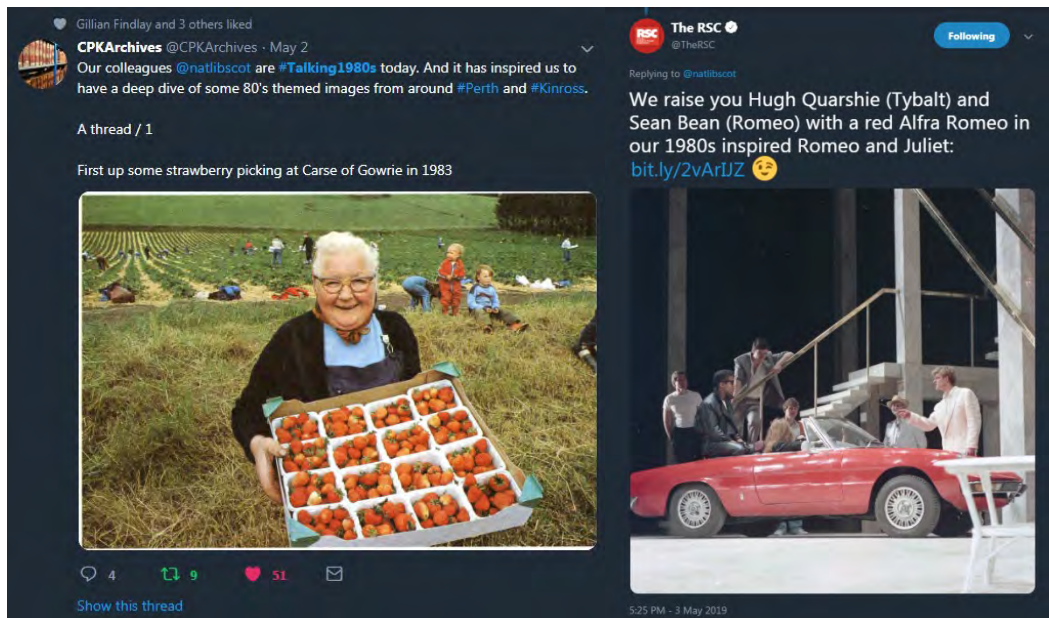 Gillian Findlay and 3 others liked
CPKArchives @CPKArchives · May 2
Our colleagues @natlibscot are #Talking1980s today. And it has inspired us to
have a deep dive of some 80's themed images from around #Perth and #Kinross.
A thread / 1
First up some strawberry picking at Carse of Gowrie in 1983
4 9 51
Show this thread
RSC
The RSC
@TheRSC
Following
Replying to @natlibscot
We raise you Hugh Quarshie (Tybalt) and
Sean Bean (Romeo) with a red Alfra Romeo in
our 1980s inspired Romeo and Juliet:
bit.ly/2vArIJZ 😉
5:25 PM - 3 May 2019